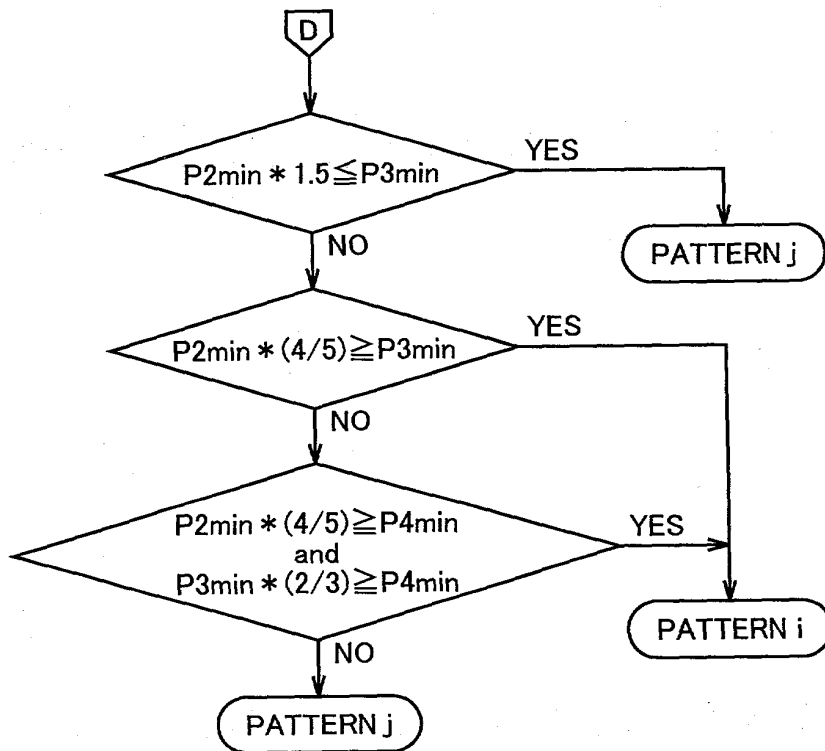 D
P2min * 1.5≦P3min
YES
PATTERN j
NO
P2min * (4/5)≧P3min
YES
NO
P2min * (4/5)≧P4min
and
P3min * (2/3)≧P4min
YES
PATTERN i
NO
PATTERN j